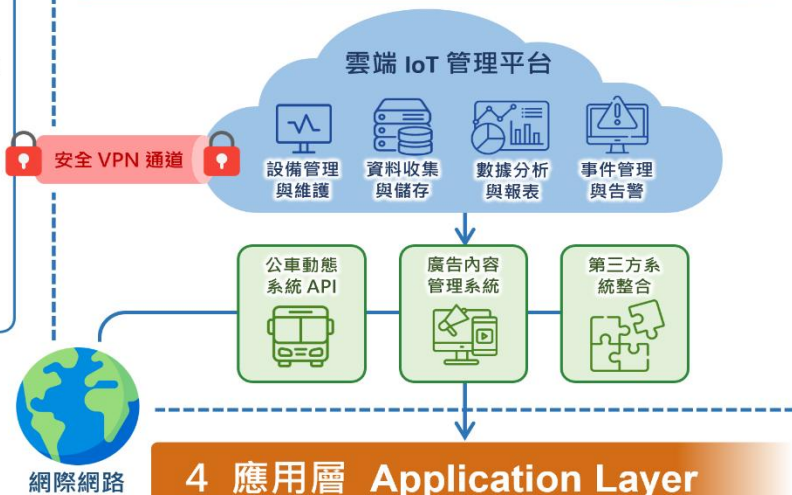 雲端 IoT 管理平台
安全 VPN 通道
設備管理
與維護
資料收集
與儲存
數據分析
與報表
事件管理
與告警
公車動態
系統 API
廣告內容
管理系統
第三方系
統整合
網際網路
4 應用層 Application Layer